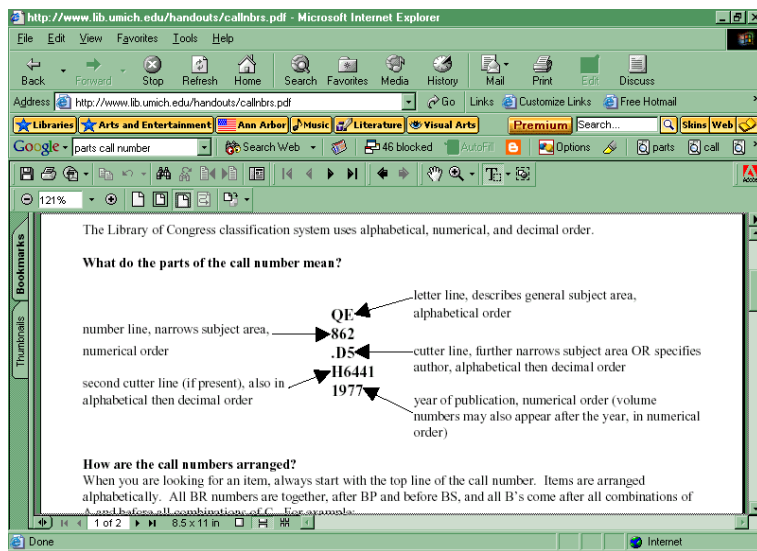 http://www.lib.umich.edu/handouts/callnbrs.pdf - Microsoft Internet Explorer
File Edit View Favorites Tools Help
Back Forward Stop Refresh Home Search Favorites Media History Mail Print Edit Discuss
Address http://www.lib.umich.edu/handouts/callnbrs.pdf Go Links Customize Links Free Hotmail
Libraries Arts and Entertainment Ann Arbor Music Literature Visual Arts Premium Search... Skins Web
Google parts call number Search Web 46 blocked AutoFill Options parts call
121%
Bookmarks
Thumbnails
The Library of Congress classification system uses alphabetical, numerical, and decimal order.
What do the parts of the call number mean?
letter line, describes general subject area,
alphabetical order
QE
number line, narrows subject area,
numerical order
862
.D5
cutter line, further narrows subject area OR specifies
author, alphabetical then decimal order
second cutter line (if present), also in
alphabetical then decimal order
H6441
1977
year of publication, numerical order (volume
numbers may also appear after the year, in numerical
order)
How are the call numbers arranged?
When you are looking for an item, always start with the top line of the call number. Items are arranged
alphabetically. All BR numbers are together, after BP and before BS, and all B's come after all combinations of
A and before all combinations of C. For example:
1 of 2 8.5 x 11 in
Done Internet